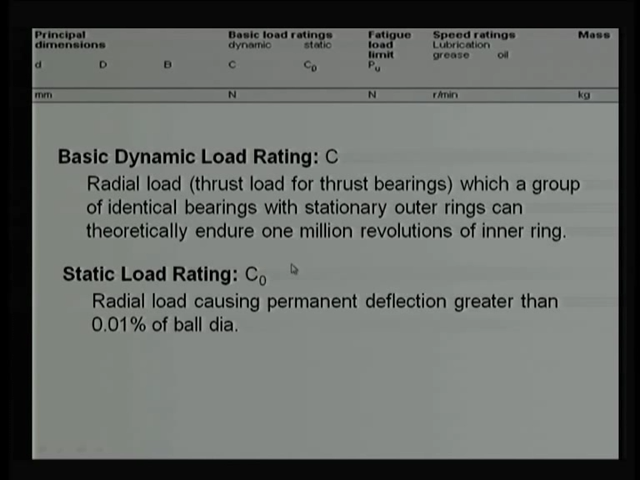 Principal dimensions Basic load ratings Fatigue load limit Speed ratings Mass
dynamic static Lubrication
grease oil
d D B C C0 Pu
mm N N r/min kg
Basic Dynamic Load Rating: C
Radial load (thrust load for thrust bearings) which a group
of identical bearings with stationary outer rings can
theoretically endure one million revolutions of inner ring.
Static Load Rating: C0
Radial load causing permanent deflection greater than
0.01% of ball dia.